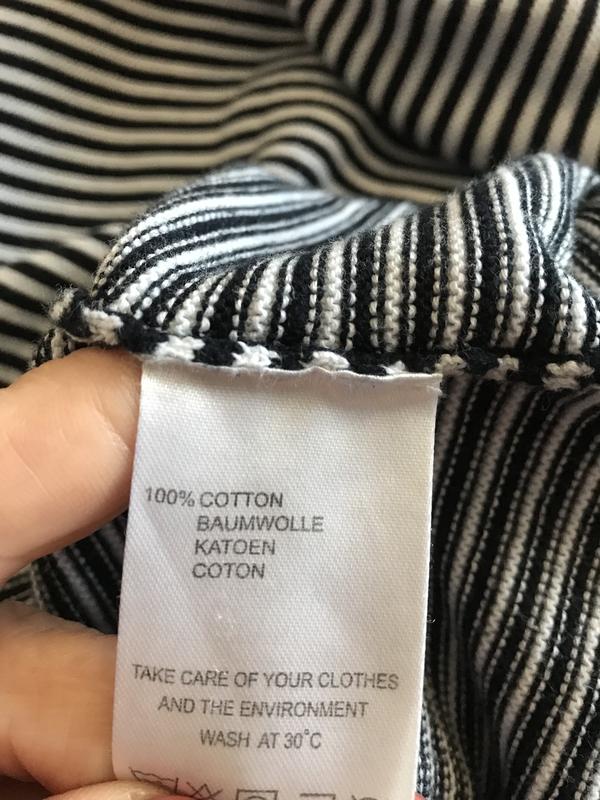 100% COTTON
BAUMWOLLE
KATOEN
COTON
TAKE CARE OF YOUR CLOTHES
AND THE ENVIRONMENT
WASH AT 30°C